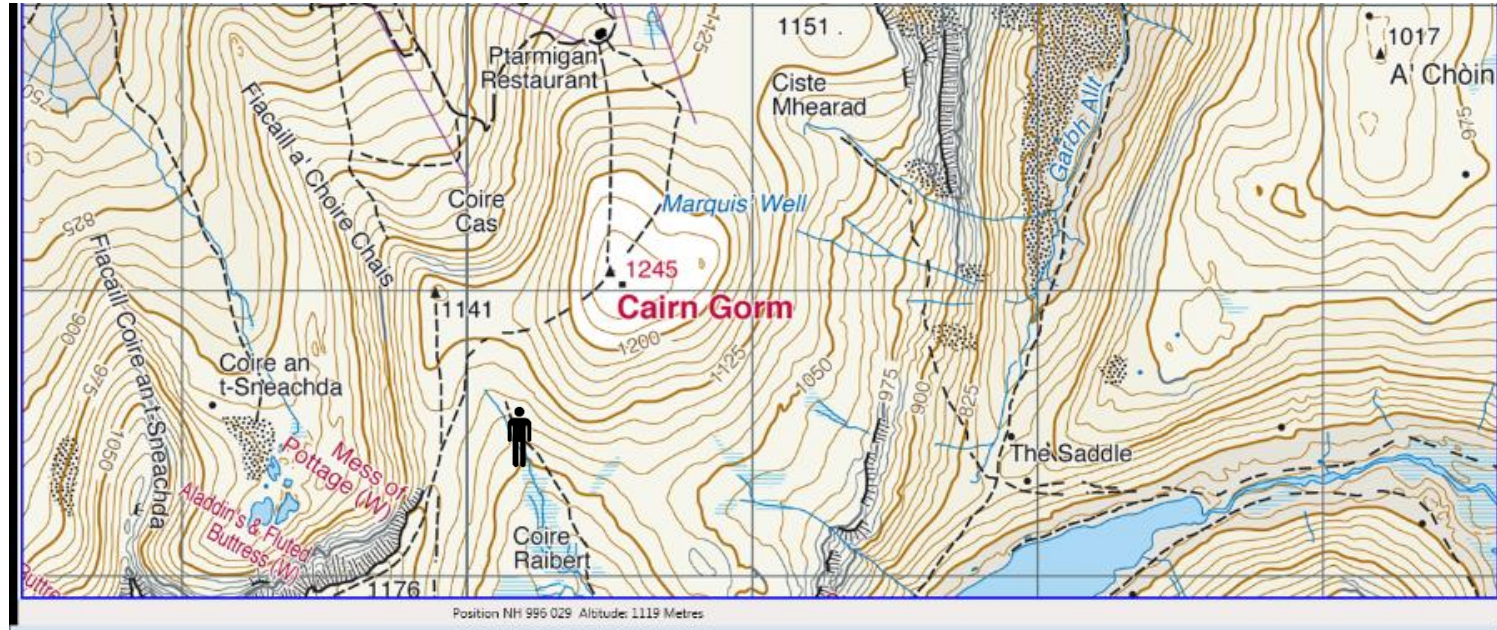 1125
1151 .
1017
A' Chòin
Ptarmigan
Restaurant
Ciste
Mhearad
750
975
Fiacaill a' Choire Chais
Garbh Allt
Coire
Cas
Marquis' Well
825
Fiacaill Coire an t-Sneachda
1245
Cairn Gorm
1141
900
1200
1125
1050
975
900
825
Coire an
t-Sneachda
975
1050
Mess of
Pottage (W)
Aladdin's & Fluted
Buttress (W)
The Saddle
Coire
Raibert
1176
Position NH 996 029 Altitude: 1119 Metres